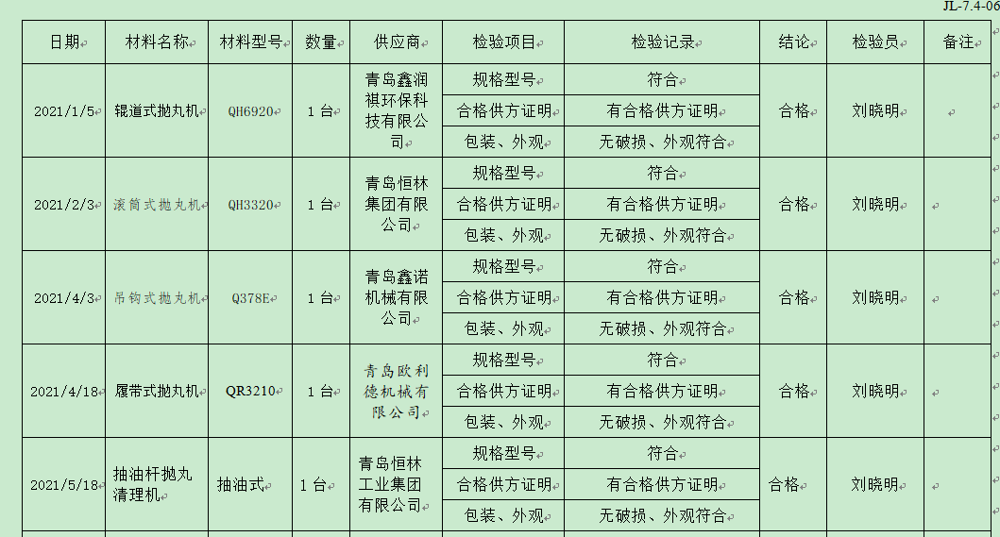 JL-7.4-06
日期 材料名称 材料型号 数量 供应商 检验项目 检验记录 结论 检验员 备注
2021/1/5 辊道式抛丸机 QH6920 1台 青岛鑫润
祺环保科
技有限公
司 规格型号 符合 合格 刘晓明
合格供方证明 有合格供方证明
包装、外观 无破损、外观符合
2021/2/3 滚筒式抛丸机 QH3320 1台 青岛恒林
集团有限
公司 规格型号 符合 合格 刘晓明
合格供方证明 有合格供方证明
包装、外观 无破损、外观符合
2021/4/3 吊钩式抛丸机 Q378E 1台 青岛鑫诺
机械有限
公司 规格型号 符合 合格 刘晓明
合格供方证明 有合格供方证明
包装、外观 无破损、外观符合
2021/4/18 履带式抛丸机 QR3210 1台 青岛欧利
德机械有
限公司 规格型号 符合 合格 刘晓明
合格供方证明 有合格供方证明
包装、外观 无破损、外观符合
2021/5/18 抽油杆抛丸
清理机 抽油式 1台 青岛恒林
工业集团
有限公司 规格型号 符合 合格 刘晓明
合格供方证明 有合格供方证明
包装、外观 无破损、外观符合